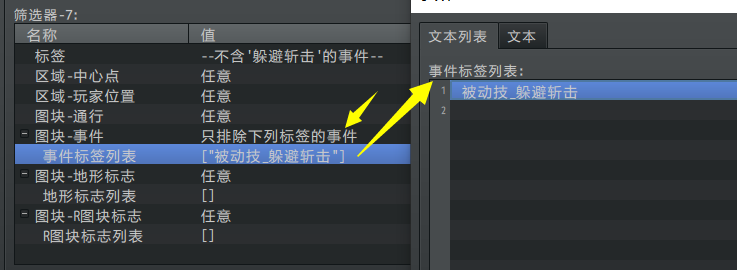 筛选器-7:
名称 值
标签 --不含'躲避斩击'的事件--
区域-中心点 任意
区域-玩家位置 任意
图块-通行 任意
图块-事件 只排除下列标签的事件
事件标签列表 ["被动技_躲避斩击"]
图块-地形标志 任意
地形标志列表 []
图块-R图块标志 任意
R图块标志列表 []
文本列表 文本
事件标签列表:
1 被动技_躲避斩击
2